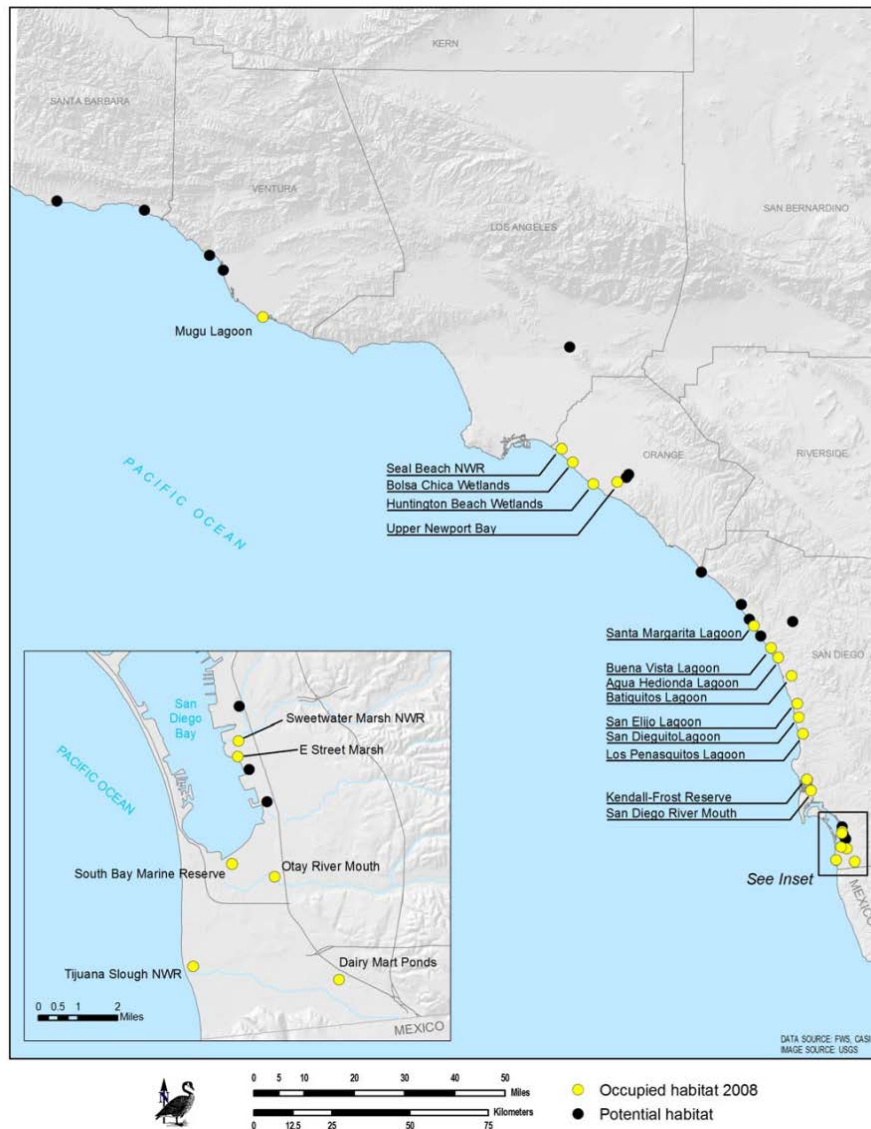 KERN
SANTA BARBARA
VENTURA
LOS ANGELES
SAN BERNARDINO
Mugu Lagoon
PACIFIC OCEAN
Seal Beach NWR
Bolsa Chica Wetlands
Huntington Beach Wetlands
Upper Newport Bay
ORANGE
RIVERSIDE
Santa Margarita Lagoon
SAN DIEGO
Buena Vista Lagoon
Agua Hedionda Lagoon
Batiquitos Lagoon
San Elijo Lagoon
San DieguitoLagoon
Los Penasquitos Lagoon
Kendall-Frost Reserve
San Diego River Mouth
See Inset
MEXICO
San
Diego
Bay
PACIFIC OCEAN
Sweetwater Marsh NWR
E Street Marsh
South Bay Marine Reserve
Otay River Mouth
Tijuana Slough NWR
Dairy Mart Ponds
0 0.5 1 2
Miles
MEXICO
DATA SOURCE: FWS, CASI
IMAGE SOURCE: USGS
N
0 5 10 20 30 40 50
Miles
Kilometers
0 12.5 25 50 75
Occupied habitat 2008
Potential habitat